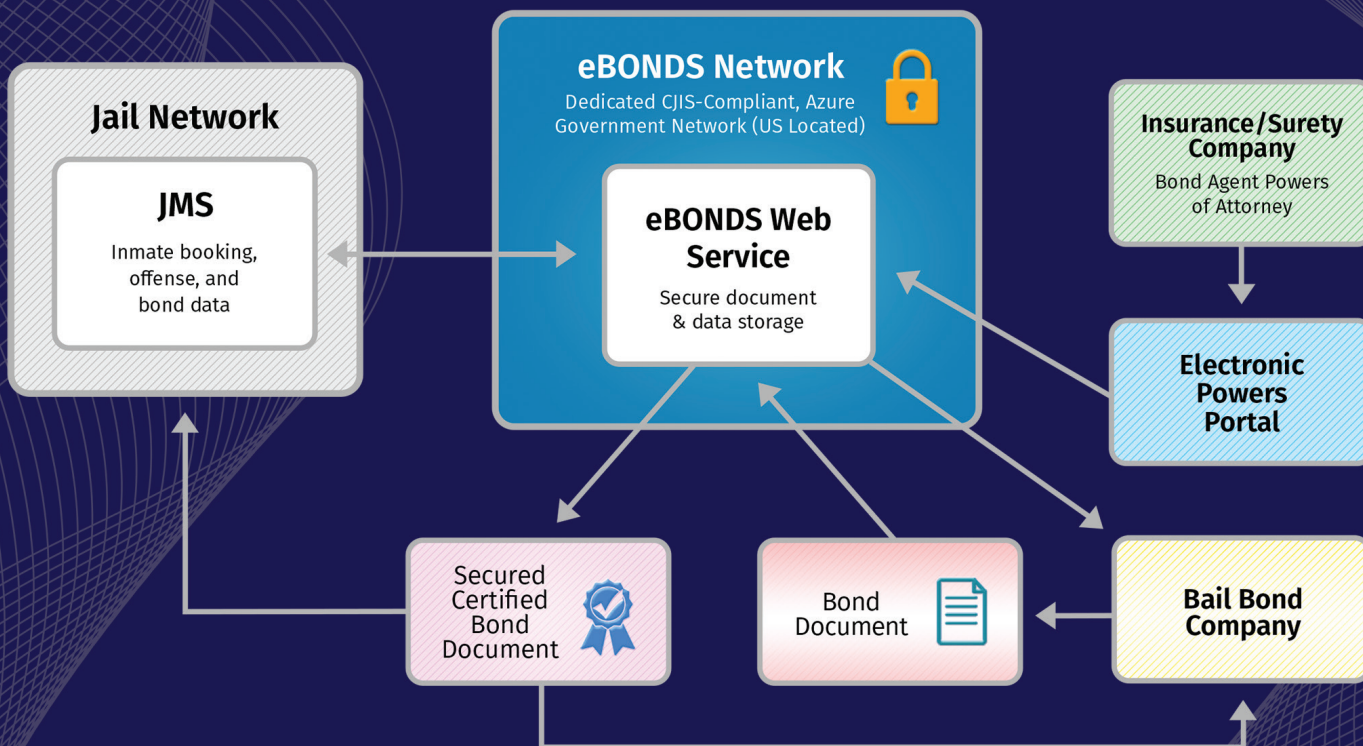 Jail Network
JMS
Inmate booking,
offense, and
bond data
eBONDS Network
Dedicated CJIS-Compliant, Azure
Government Network (US Located)
eBONDS Web
Service
Secure document
& data storage
Insurance/Surety
Company
Bond Agent Powers
of Attorney
Electronic
Powers
Portal
Secured
Certified
Bond
Document
Bond
Document
Bail Bond
Company